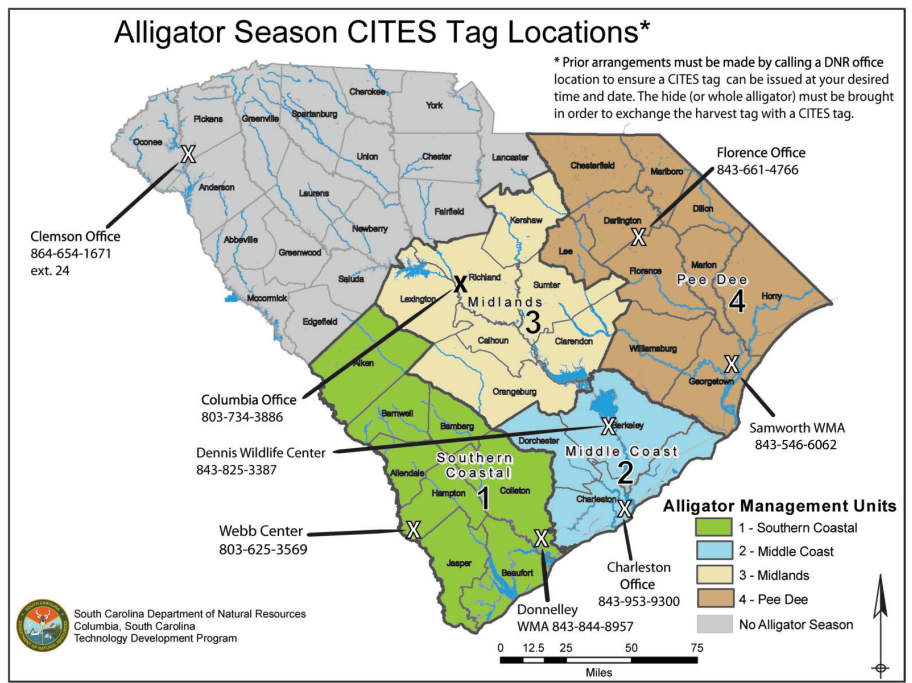 Alligator Season CITES Tag Locations*
* Prior arrangements must be made by calling a DNR office
location to ensure a CITES tag can be issued at your desired
time and date. The hide (or whole alligator) must be brought
in order to exchange the harvest tag with a CITES tag.
Cherokee
York
Pickens
Greenville
Spartanburg
Oconee
X
Union
Chester
Lancaster
Chesterfield
Marlboro
Florence Office
843-661-4766
Anderson
Laurens
Fairfield
Kershaw
Darlington
Dillon
X
Clemson Office
864-654-1671
ext. 24
Abbeville
Newberry
Greenwood
Lee
Florence
Marion
Pee Dee
4
Horry
Saluda
Richland
X
Sumter
Midlands
3
Lexington
Mccormick
Edgefield
Calhoun
Clarendon
Williamsburg
Aiken
X
Georgetown
Orangeburg
Columbia Office
803-734-3886
Barnwell
Bamberg
X
Berkeley
Samworth WMA
843-546-6062
Dorchester
Dennis Wildlife Center
843-825-3387
Middle Coast
2
Southern
Coastal
1
Allendale
Hampton
Colleton
Charleston
X
Alligator Management Units
1 - Southern Coastal
2 - Middle Coast
3 - Midlands
4 - Pee Dee
No Alligator Season
Webb Center
803-625-3569
X
X
Jasper
Beaufort
Charleston
Office
843-953-9300
Donnelley
WMA 843-844-8957
South Carolina Department of Natural Resources
Columbia, South Carolina
Technology Development Program
0 12.5 25 50 75
Miles